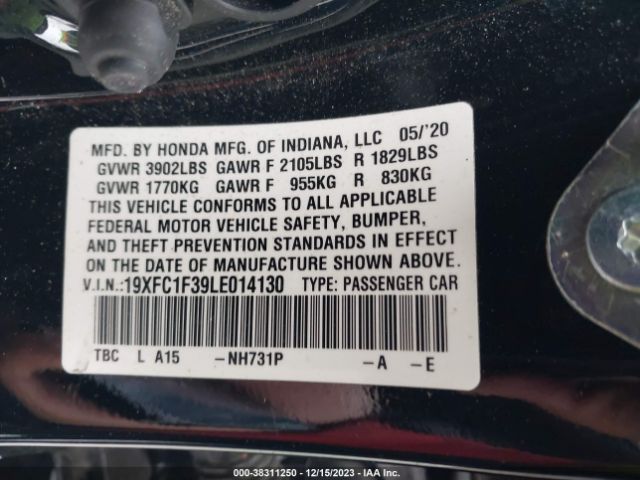 MFD. BY HONDA MFG. OF INDIANA, LLC 05/'20
GVWR 3902LBS GAWR F 2105LBS R 1829LBS
GVWR 1770KG GAWR F 955KG R 830KG
THIS VEHICLE CONFORMS TO ALL APPLICABLE
FEDERAL MOTOR VEHICLE SAFETY, BUMPER,
AND THEFT PREVENTION STANDARDS IN EFFECT
ON THE DATE OF MANUFACTURE SHOWN ABOVE.
V.I.N.:19XFC1F39LE014130 TYPE: PASSENGER CAR
TBC L A15 –NH731P –A –E
000-38311250 - 12/15/2023 - IAA Inc.